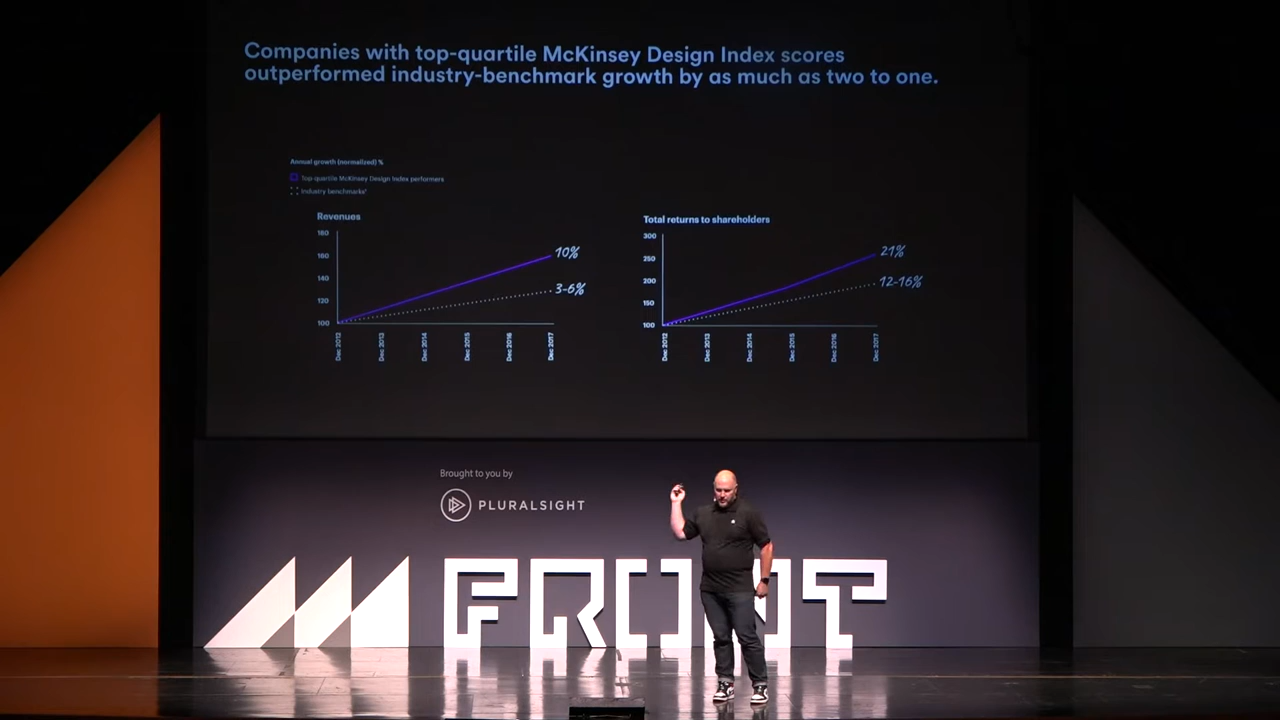 Companies with top-quartile McKinsey Design Index scores
outperformed industry-benchmark growth by as much as two to one.
Annual growth (normalized) %
Top-quartile McKinsey Design Index performers
Industry benchmarks*
Revenues
180
160
140
120
100
10%
3-6%
Dec 2012
Dec 2013
Dec 2014
Dec 2015
Dec 2016
Dec 2017
Total returns to shareholders
300
250
200
150
100
21%
12-16%
Dec 2012
Dec 2013
Dec 2014
Dec 2015
Dec 2016
Dec 2017
Brought to you by
PLURALSIGHT
FRONT